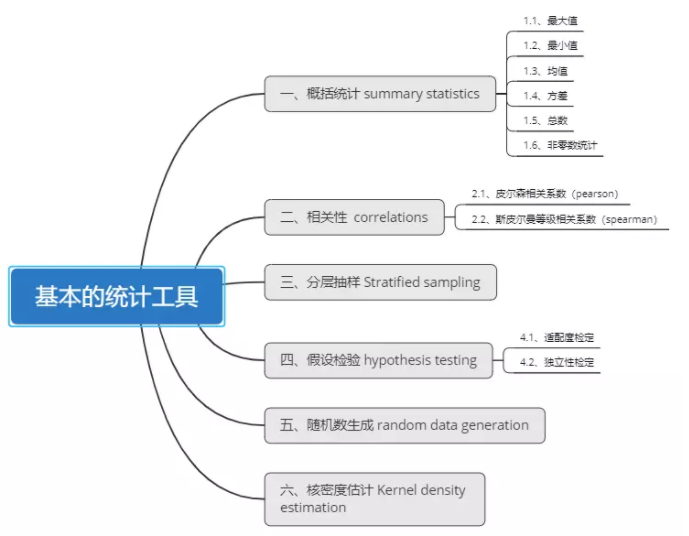 基本的统计工具
一、概括统计 summary statistics
1.1、最大值
1.2、最小值
1.3、均值
1.4、方差
1.5、总数
1.6、非零数统计
二、相关性 correlations
2.1、皮尔森相关系数（pearson）
2.2、斯皮尔曼等级相关系数（spearman）
三、分层抽样 Stratified sampling
四、假设检验 hypothesis testing
4.1、适配度检定
4.2、独立性检定
五、随机数生成 random data generation
六、核密度估计 Kernel density
estimation